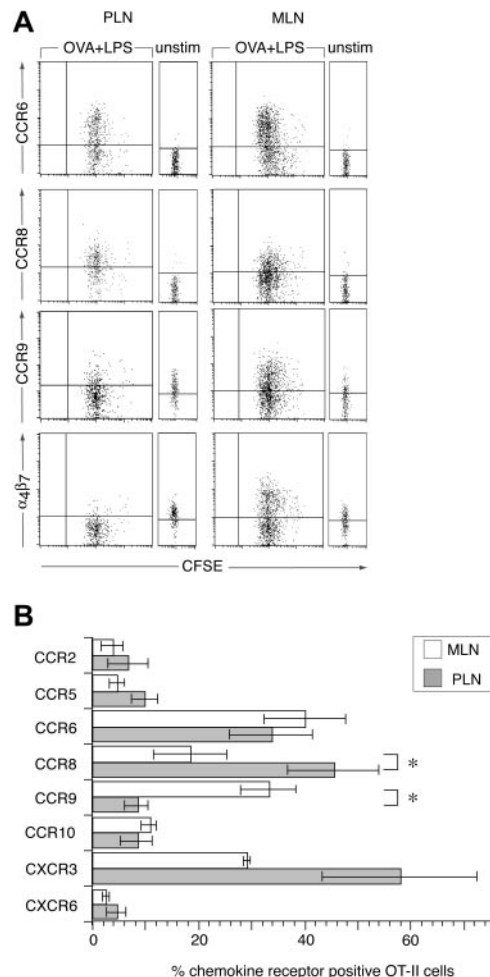 A
PLN
MLN
OVA+LPS
unstim
OVA+LPS
unstim
CCR6
CCR8
CCR9
α4β7
CFSE
B
MLN
PLN
CCR2
CCR5
CCR6
CCR8
*
CCR9
*
CCR10
CXCR3
CXCR6
0 20 40 60
% chemokine receptor positive OT-II cells